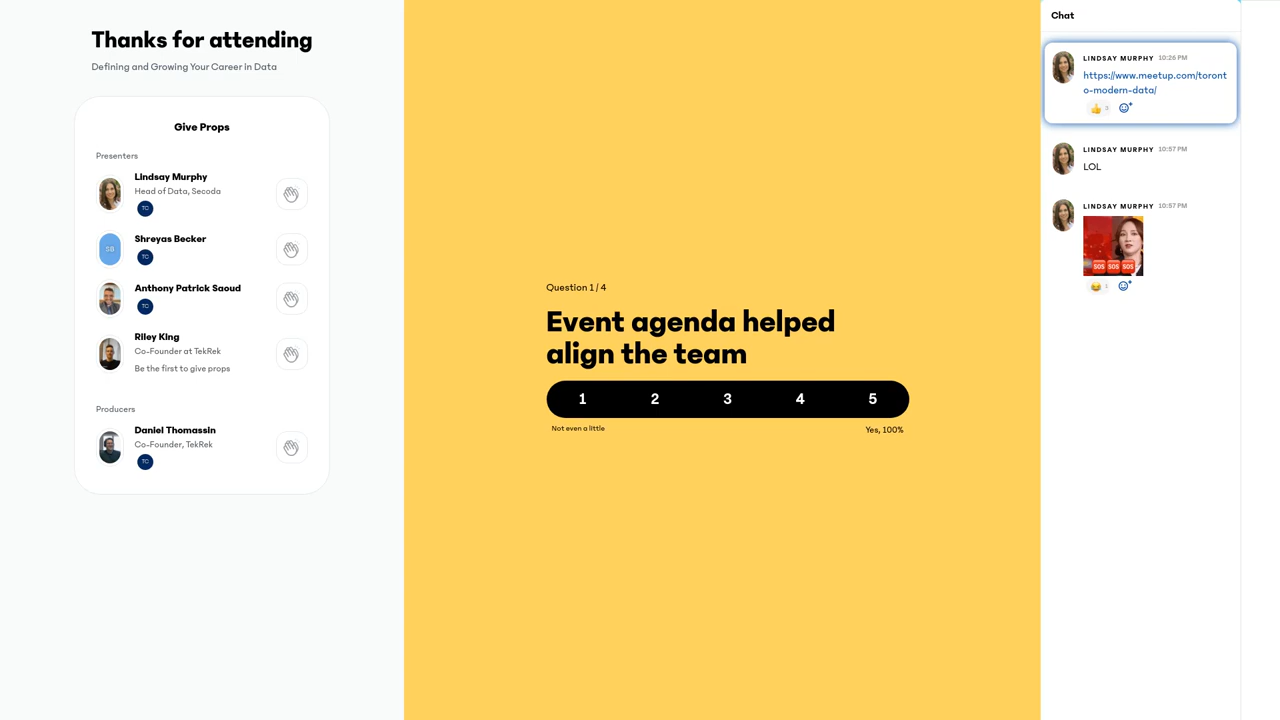 Thanks for attending
Defining and Growing Your Career in Data
Give Props
Presenters
Lindsay Murphy
Head of Data, Secoda
TC
SB
Shreyas Becker
TC
Anthony Patrick Saoud
TC
Riley King
Co-Founder at TekRek
Be the first to give props
Producers
Daniel Thomassin
Co-Founder, TekRek
TC
Question 1 / 4
Event agenda helped
align the team
1 2 3 4 5
Not even a little
Yes, 100%
Chat
LINDSAY MURPHY 10:26 PM
https://www.meetup.com/toront
o-modern-data/
3
LINDSAY MURPHY 10:57 PM
LOL
LINDSAY MURPHY 10:57 PM
SOS SOS SOS
1